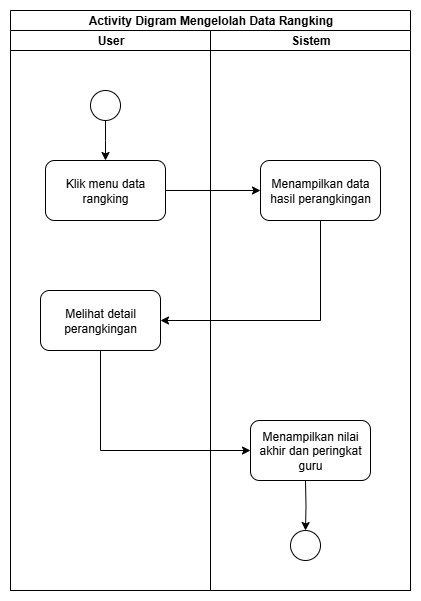 Activity Digram Mengelolah Data Rangking
User
Sistem
Klik menu data
rangking
Menampilkan data
hasil perangkingan
Melihat detail
perangkingan
Menampilkan nilai
akhir dan peringkat
guru